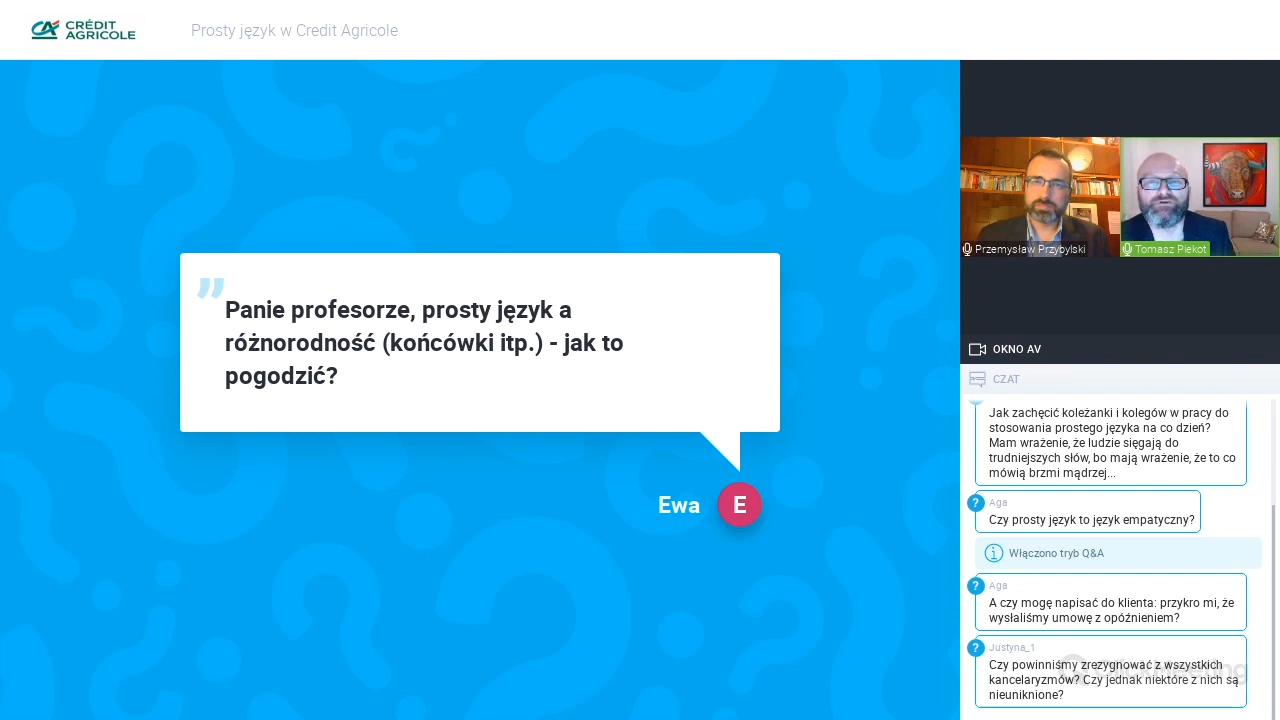 CRÉDIT
AGRICOLE
Prosty język w Credit Agricole
Panie profesorze, prosty język a
różnorodność (końcówki itp.) - jak to
pogodzić?
Ewa
E
Przemysław Przybylski
Tomasz Piekot
OKNO AV
CZAT
Jak zachęcić koleżanki i kolegów w pracy do
stosowania prostego języka na co dzień?
Mam wrażenie, że ludzie sięgają do
trudniejszych słów, bo mają wrażenie, że to co
mówią brzmi mądrzej...
? Aga
Czy prosty język to język empatyczny?
Włączono tryb Q&A
? Aga
A czy mogę napisać do klienta: przykro mi, że
wysłaliśmy umowę z opóźnieniem?
? Justyna_1
Czy powinniśmy zrezygnować z wszystkich
kancelaryzmów? Czy jednak niektóre z nich są
nieuniknione?